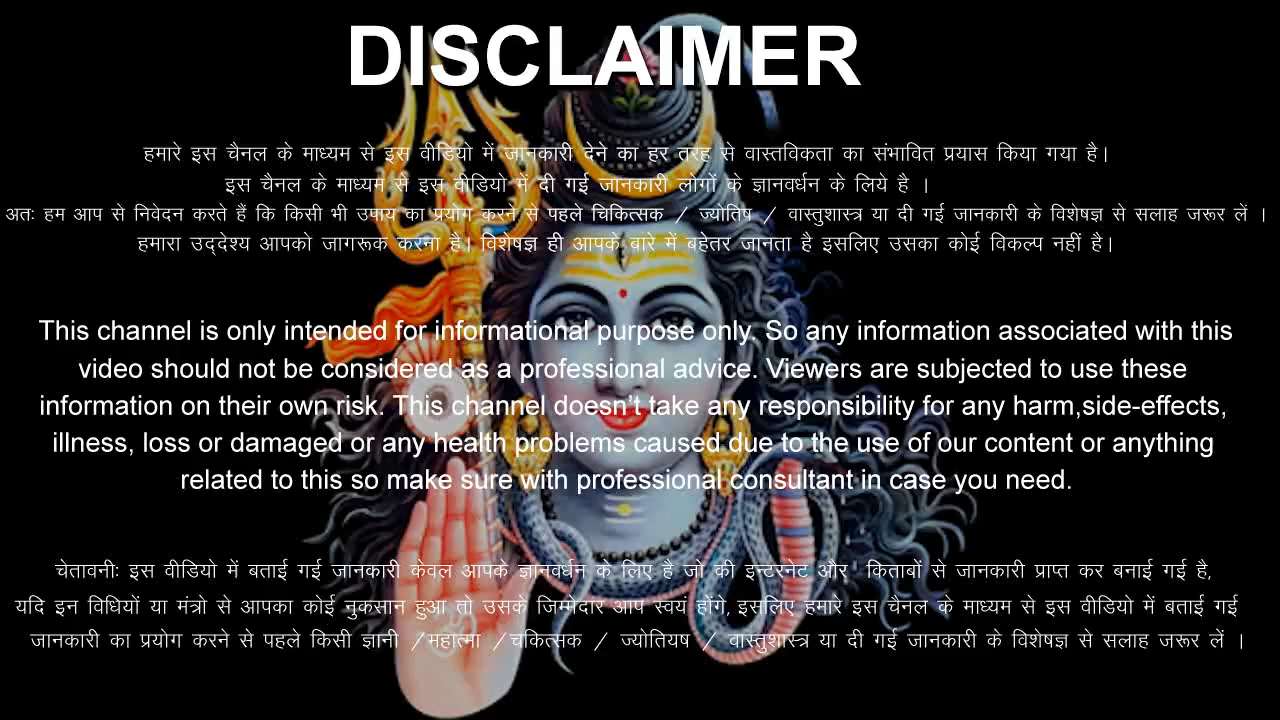 DISCLAIMER
हमारे इस चैनल के माध्यम से इस वीडियो में जानकारी देने का हर तरह से वास्तविकता का संभावित प्रयास किया गया है।
इस चैनल के माध्यम से इस वीडियो में दी गई जानकारी लोगों के ज्ञानवर्धन के लिये है ।
अतः हम आप से निवेदन करते हैं कि किसी भी उपाय का प्रयोग करने से पहले चिकित्सक / ज्योतिष / वास्तुशास्त्र या दी गई जानकारी के विशेषज्ञ से सलाह जरूर लें ।
हमारा उद्देश्य आपको जागरूक करना है। विशेषज्ञ ही आपके बारे में बहेतर जानता है इसलिए उसका कोई विकल्प नहीं है।
This channel is only intended for informational purpose only. So any information associated with this
video should not be considered as a professional advice. Viewers are subjected to use these
information on their own risk. This channel doesn't take any responsibility for any harm,side-effects,
illness, loss or damaged or any health problems caused due to the use of our content or anything
related to this so make sure with professional consultant in case you need.
चेतावनीः इस वीडियो में बताई गई जानकारी केवल आपके ज्ञानवर्धन के लिए है जो की इन्टरनेट और किताबों से जानकारी प्राप्त कर बनाई गई है,
यदि इन विधियों या मंत्रो से आपका कोई नुकसान हुआ तो उसके जिम्मेदार आप स्वयं होंगे, इसलिए हमारे इस चैनल के माध्यम से इस वीडियो में बताई गई
जानकारी का प्रयोग करने से पहले किसी ज्ञानी /महात्मा /चकित्सक / ज्योतियष / वास्तुशास्त्र या दी गई जानकारी के विशेषज्ञ से सलाह जरूर लें ।